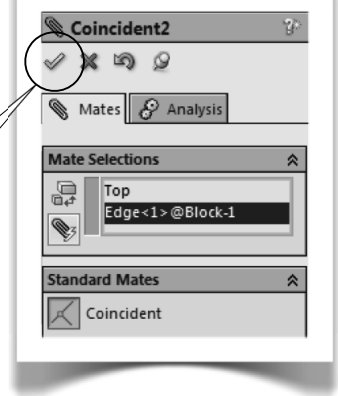 Coincident2
Mates Analysis
Mate Selections
Top
Edge<1>@Block-1
Standard Mates
Coincident